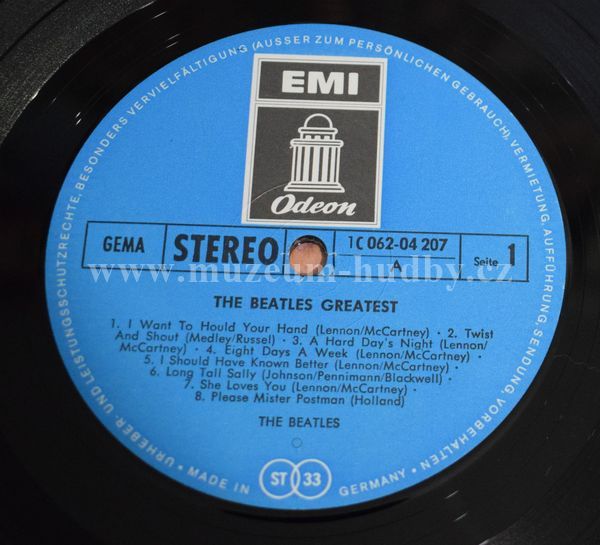 URHEBER- UND LEISTUNGSSCHUTZRECHTE, BESONDERS VERVIELFÄLTIGUNG (AUSSER ZUM PERSÖNLICHEN GEBRAUCH), VERMIETUNG, AUFFÜHRUNG, SENDUNG VORBEHALTEN
EMI
Odeon
GEMA STEREO 1 C 062-04 207 Seite 1
A
www.muzeum-hudby.cz
THE BEATLES GREATEST
1. I Want To Hould Your Hand (Lennon/McCartney) · 2. Twist
And Shout (Medley/Russel) · 3. A Hard Day's Night (Lennon/
McCartney) · 4. Eight Days A Week (Lennon/McCartney) ·
5. I Should Have Known Better (Lennon/McCartney) ·
6. Long Tall Sally (Johnson/Pennimann/Blackwell) ·
7. She Loves You (Lennon/McCartney) ·
8. Please Mister Postman (Holland)
THE BEATLES
· MADE IN ST 33 GERMANY ·